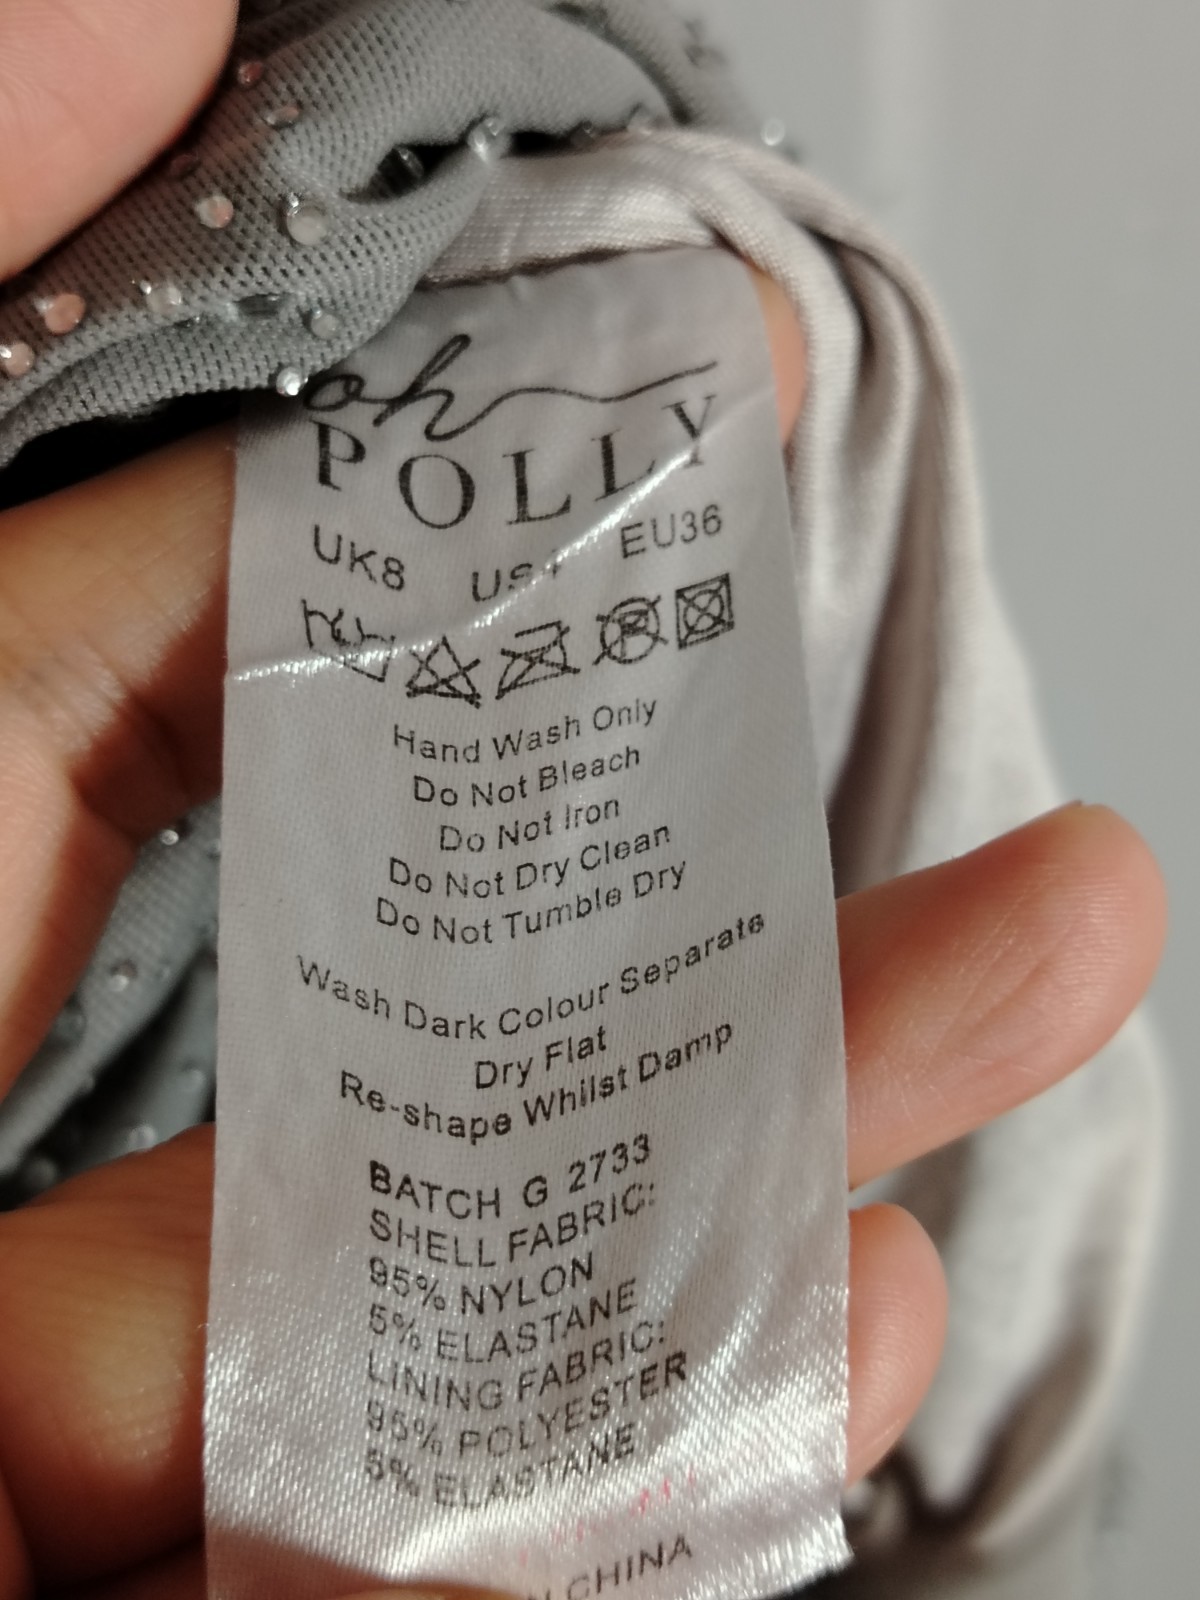 oh
POLLY
UK8 US4 EU36
Hand Wash Only
Do Not Bleach
Do Not Iron
Do Not Dry Clean
Do Not Tumble Dry
Wash Dark Colour Separate
Dry Flat
Re-shape Whilst Damp
BATCH G 2733
SHELL FABRIC:
95% NYLON
5% ELASTANE
LINING FABRIC:
95% POLYESTER
5% ELASTANE
CHINA